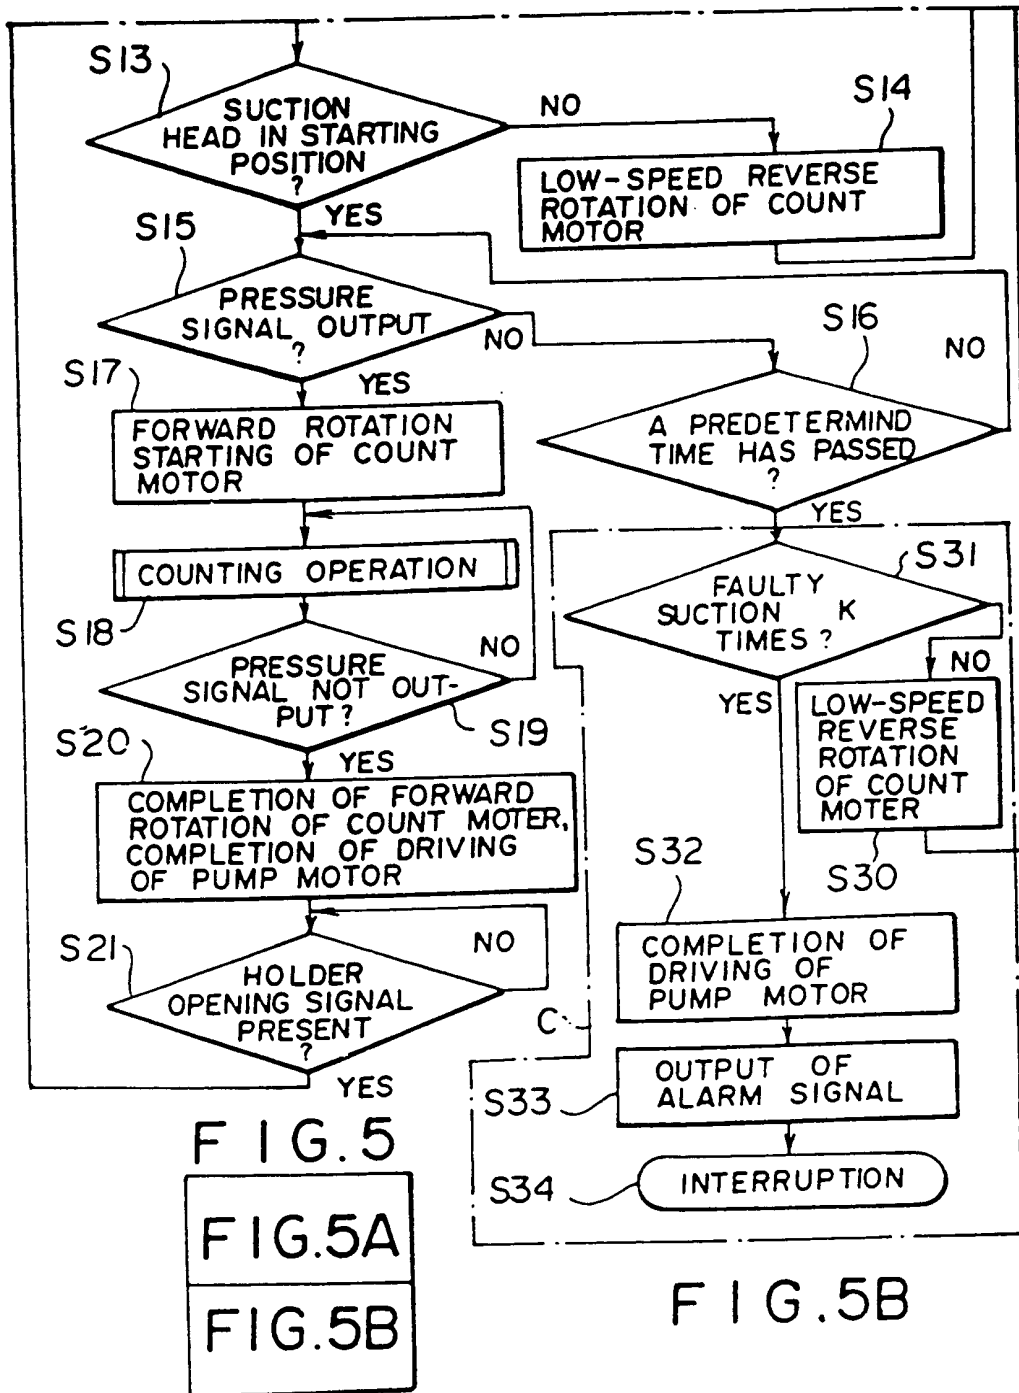 S13
SUCTION
HEAD IN STARTING
POSITION
?
NO
S14
LOW-SPEED REVERSE
ROTATION OF COUNT
MOTOR
YES
S15
PRESSURE
SIGNAL OUTPUT
?
NO
S16
NO
A PREDETERMIND
TIME HAS PASSED
?
YES
S17
YES
FORWARD ROTATION
STARTING OF COUNT
MOTOR
COUNTING OPERATION
S18
PRESSURE
SIGNAL NOT OUT-
PUT?
NO
S19
YES
S31
FAULTY
SUCTION K
TIMES?
NO
YES
LOW-SPEED
REVERSE
ROTATION
OF COUNT
MOTER
S30
S20
COMPLETION OF FORWARD
ROTATION OF COUNT MOTER,
COMPLETION OF DRIVING
OF PUMP MOTOR
S21
NO
HOLDER
OPENING SIGNAL
PRESENT
?
YES
S32
COMPLETION OF
DRIVING OF
PUMP MOTOR
C
S33
OUTPUT OF
ALARM SIGNAL
S34
INTERRUPTION
FIG.5
FIG.5A
FIG.5B
FIG.5B